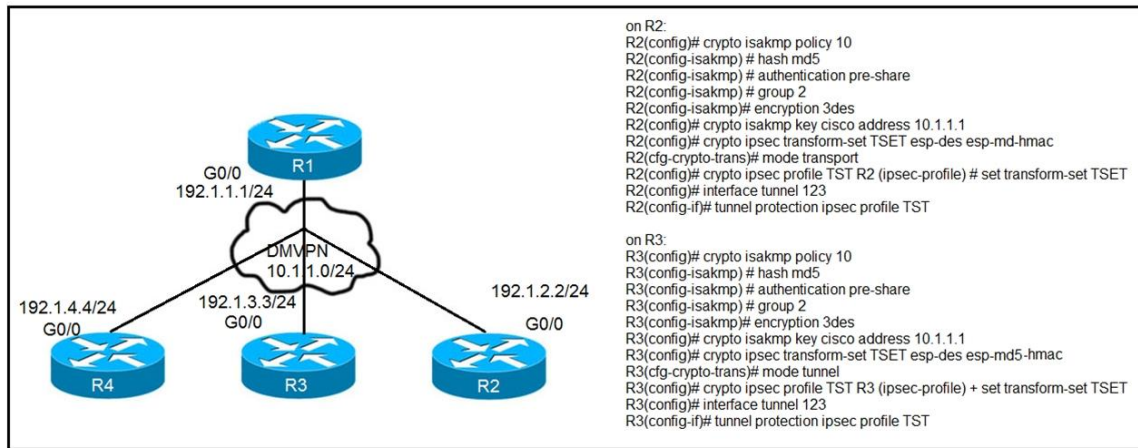 R1
G0/0
192.1.1.1/24
DMVPN
10.1.1.0/24
192.1.4.4/24
G0/0
192.1.3.3/24
G0/0
192.1.2.2/24
G0/0
R4
R3
R2
on R2:
R2(config)# crypto isakmp policy 10
R2(config-isakmp) # hash md5
R2(config-isakmp) # authentication pre-share
R2(config-isakmp) # group 2
R2(config-isakmp)# encryption 3des
R2(config)# crypto isakmp key cisco address 10.1.1.1
R2(config)# crypto ipsec transform-set TSET esp-des esp-md-hmac
R2(cfg-crypto-trans)# mode transport
R2(config)# crypto ipsec profile TST R2 (ipsec-profile) # set transform-set TSET
R2(config)# interface tunnel 123
R2(config-if)# tunnel protection ipsec profile TST
on R3:
R3(config)# crypto isakmp policy 10
R3(config-isakmp) # hash md5
R3(config-isakmp) # authentication pre-share
R3(config-isakmp) # group 2
R3(config-isakmp)# encryption 3des
R3(config)# crypto isakmp key cisco address 10.1.1.1
R3(config)# crypto ipsec transform-set TSET esp-des esp-md5-hmac
R3(cfg-crypto-trans)# mode tunnel
R3(config)# crypto ipsec profile TST R3 (ipsec-profile) + set transform-set TSET
R3(config)# interface tunnel 123
R3(config-if)# tunnel protection ipsec profile TST